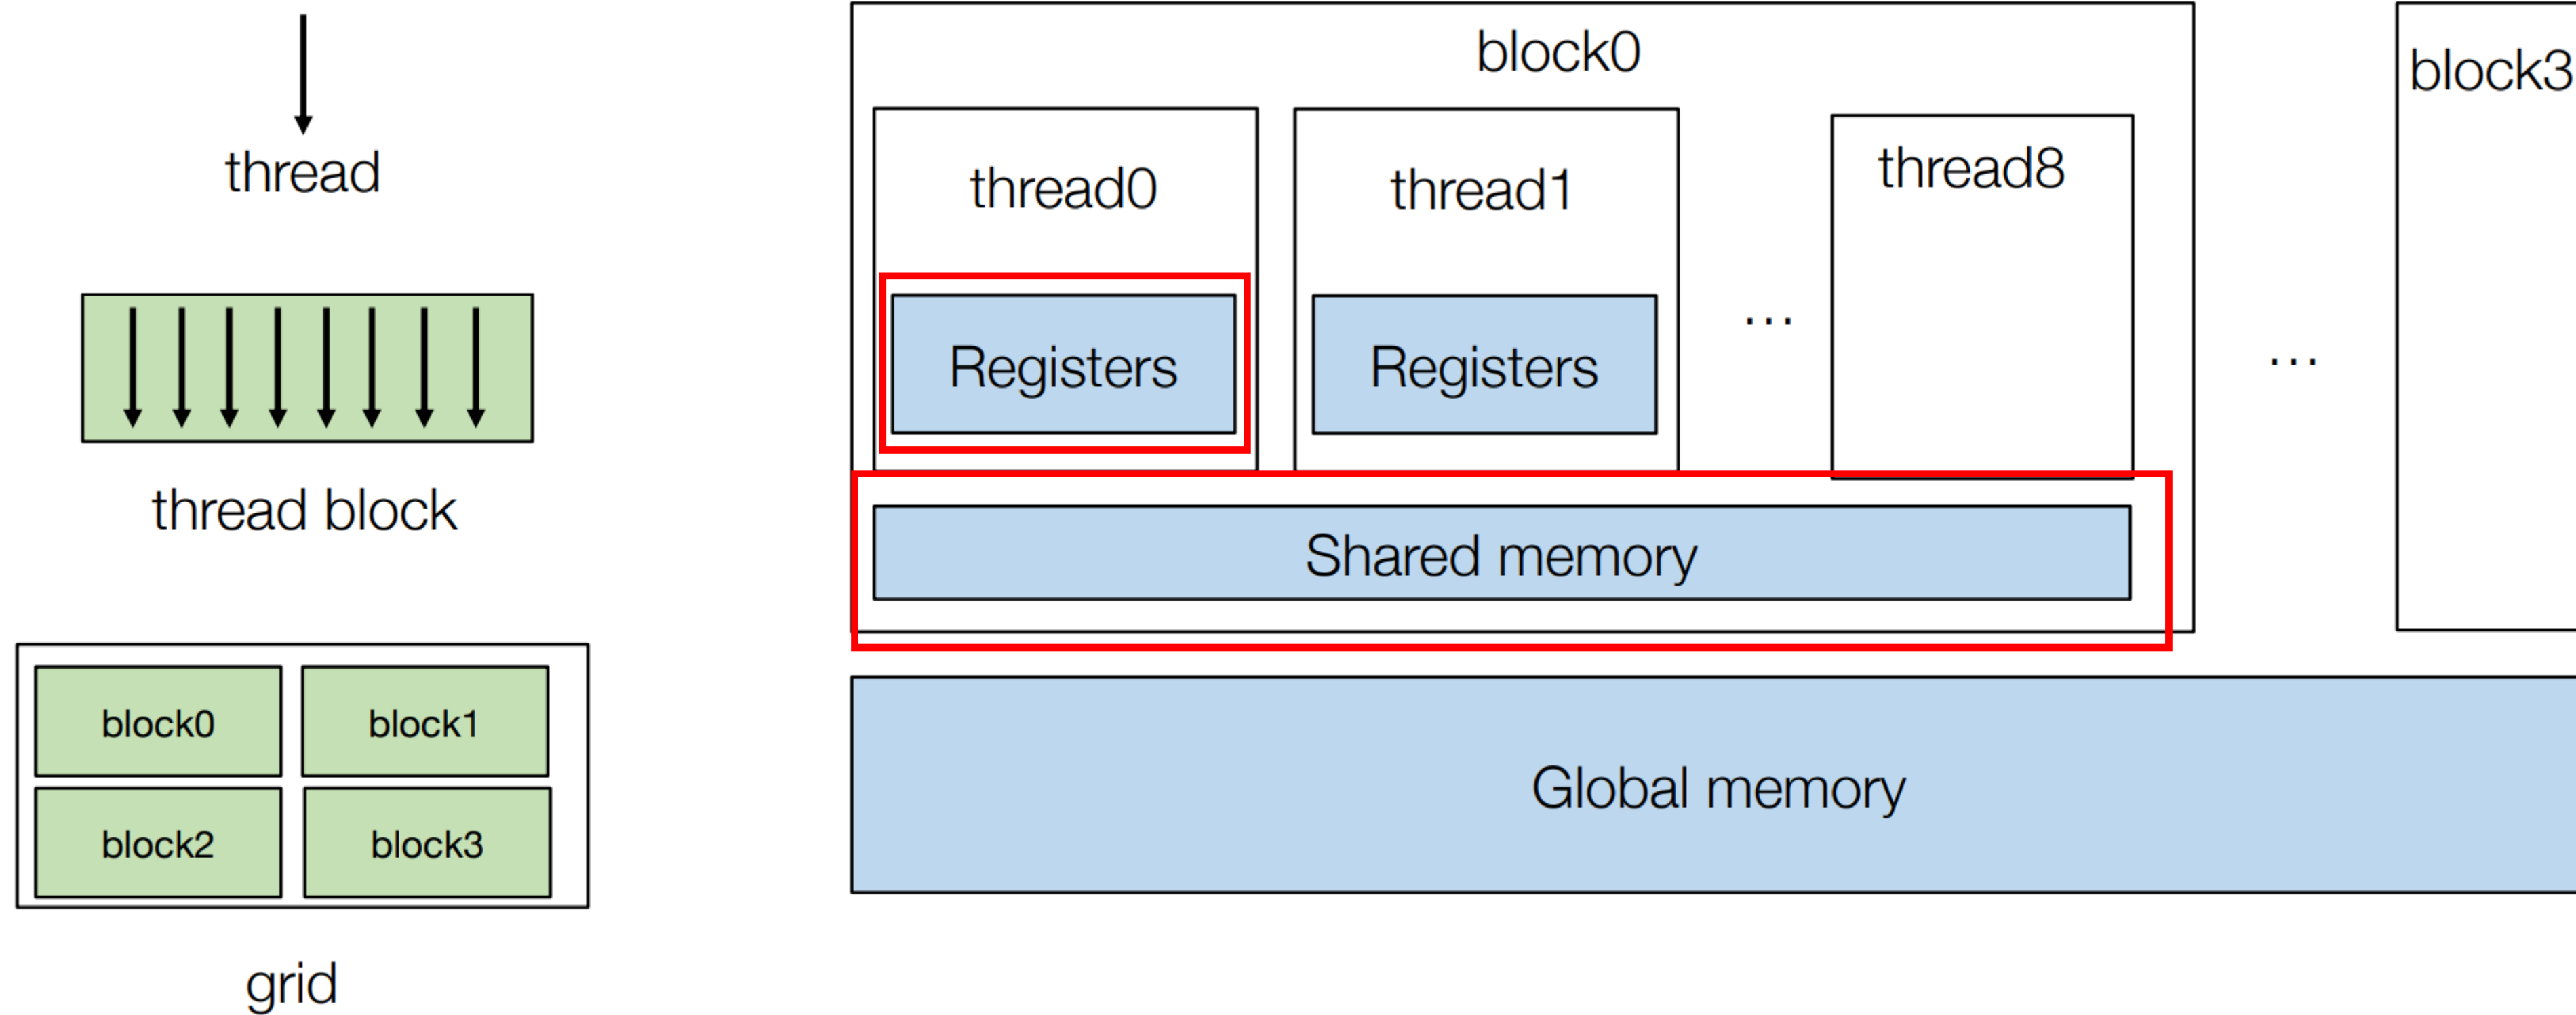 thread
thread block
block0
block1
block2
block3
grid
block0
thread0
thread1
thread8
Registers
Registers
...
Shared memory
...
block3
Global memory